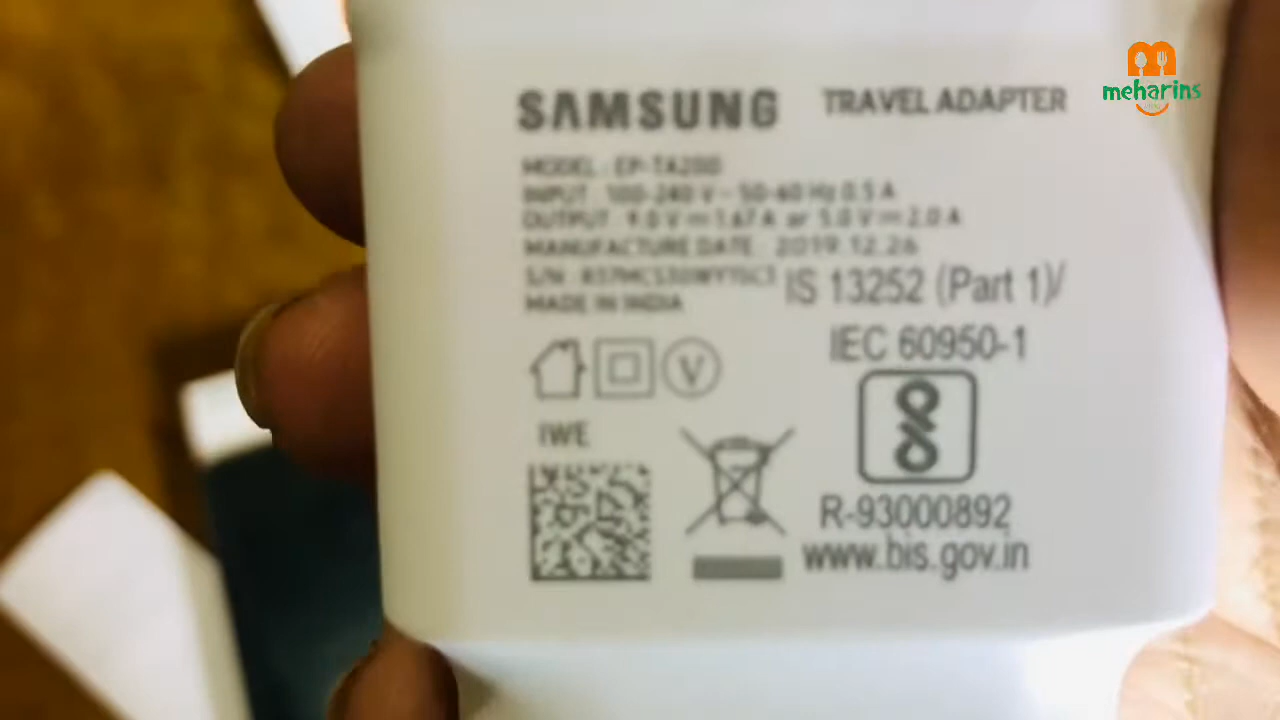 meharins
SAMSUNG TRAVEL ADAPTER
MODEL : EP-TA200
INPUT : 100-240 V ~ 50-60 Hz 0.5 A
OUTPUT : 9.0 V ⎓ 1.67 A or 5.0 V ⎓ 2.0 A
MANUFACTURE DATE : 2019.12.26
S/N :
MADE IN INDIA
IS 13252 (Part 1)/
IEC 60950-1
V
IWE
R-93000892
www.bis.gov.in